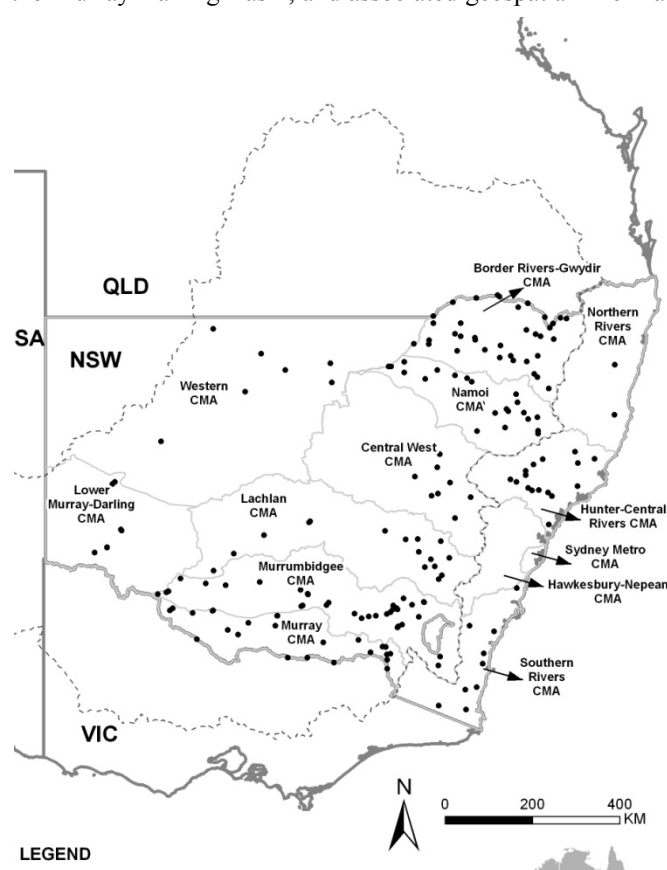 QLD
Border Rivers-Gwydir
CMA
Northern
Rivers
CMA
SA
NSW
Western
CMA
Namoi
CMA
Central West
CMA
Lower
Murray-Darling
CMA
Lachlan
CMA
Hunter-Central
Rivers CMA
Sydney Metro
CMA
Murrumbidgee
CMA
Hawkesbury-Nepean
CMA
Murray
CMA
Southern
Rivers
CMA
VIC
N
0 200 400
KM
LEGEND